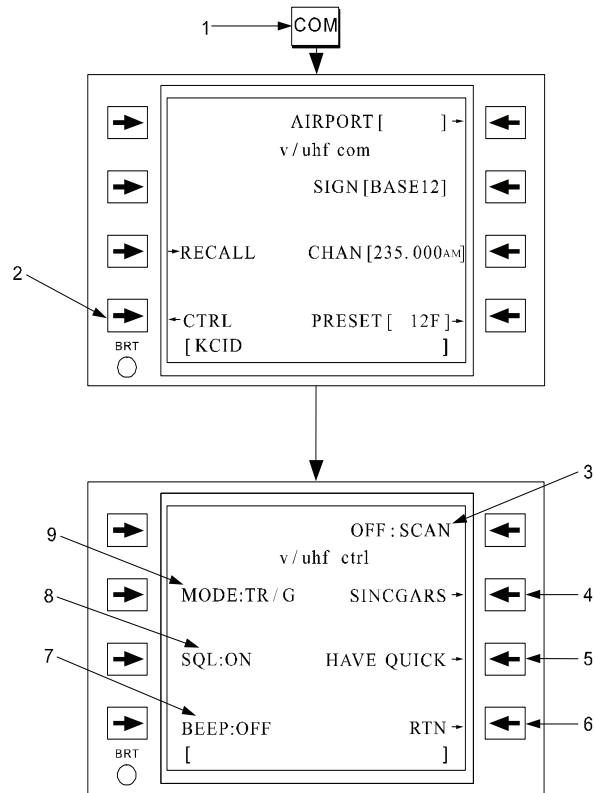 1 COM
AIRPORT[ ]→
v/uhf com
SIGN[BASE12]
→RECALL CHAN[235.000AM]
2
←CTRL PRESET[ 12F]→
BRT [KCID ]
3
OFF:SCAN
v/uhf ctrl
9
MODE:TR/G SINCGARS→ 4
8
SQL:ON HAVE QUICK→ 5
7
BEEP:OFF RTN→ 6
BRT [ ]